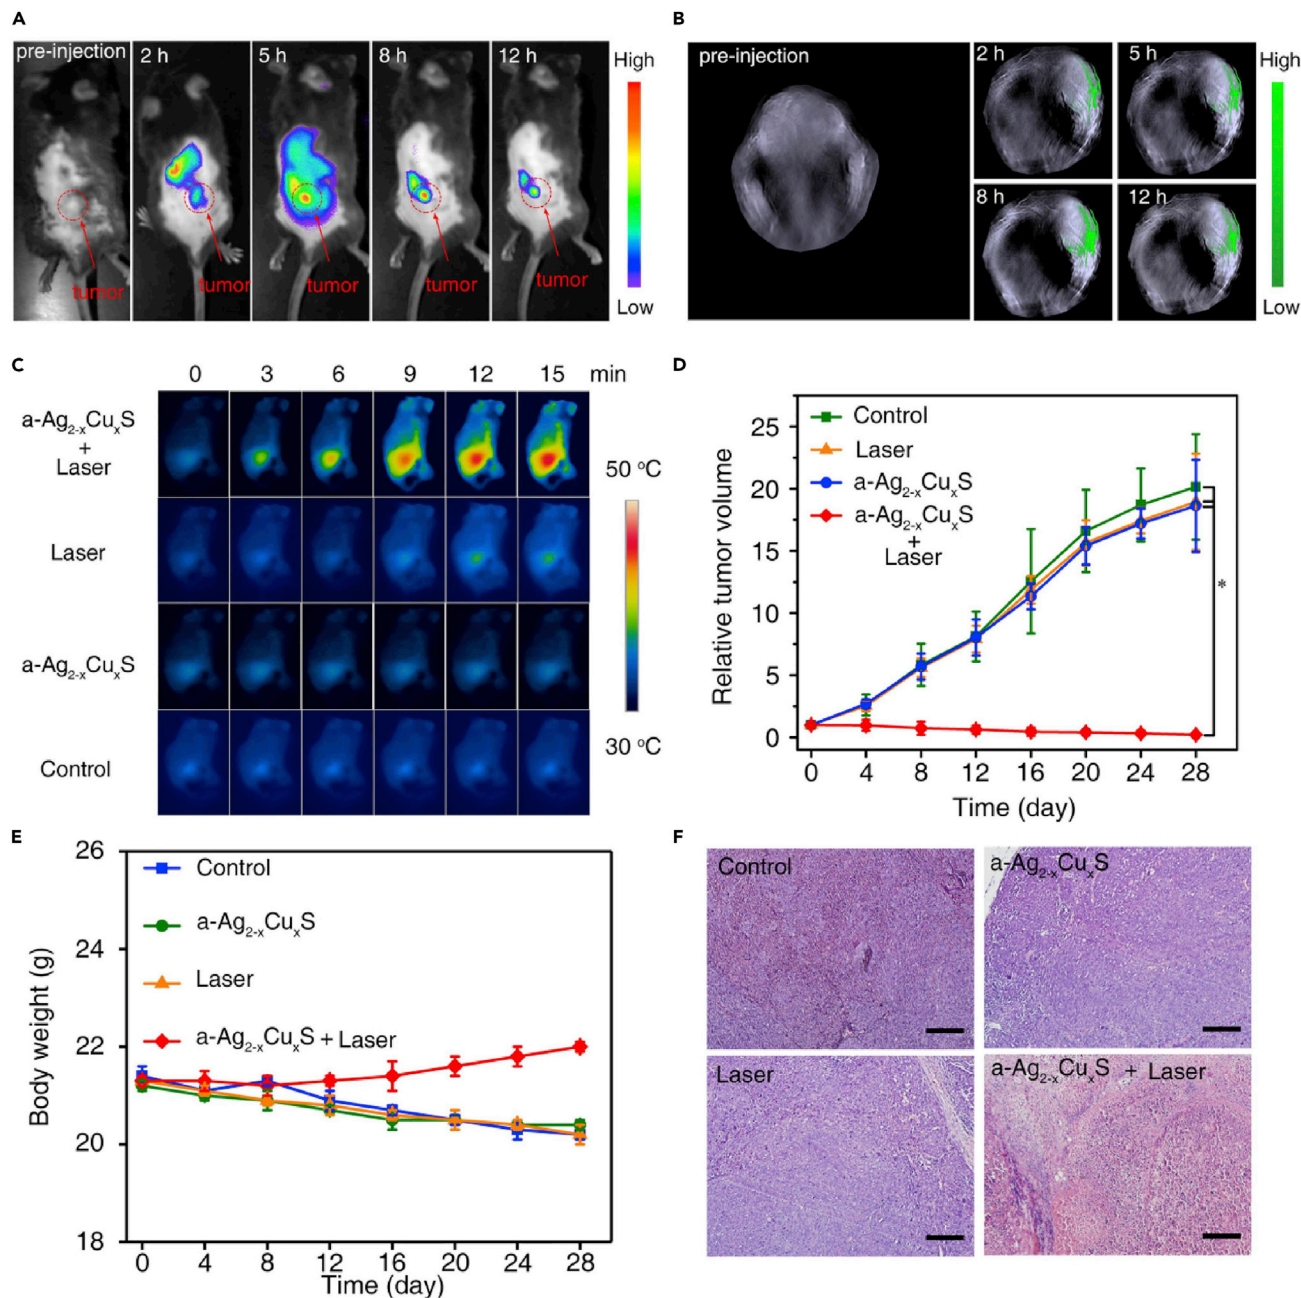 A
pre-injection 2 h 5 h 8 h 12 h High
tumor tumor tumor tumor tumor Low
B
pre-injection 2 h 5 h High
8 h 12 h
Low
C
0 3 6 9 12 15 min
a-Ag₂₋ₓCuₓS
+
Laser
50 °C
Laser
a-Ag₂₋ₓCuₓS
30 °C
Control
D
Control
Laser
a-Ag₂₋ₓCuₓS
a-Ag₂₋ₓCuₓS
+
Laser
*
Relative tumor volume
25
20
15
10
5
0
0 4 8 12 16 20 24 28
Time (day)
E
Control
a-Ag₂₋ₓCuₓS
Laser
a-Ag₂₋ₓCuₓS + Laser
Body weight (g)
26
24
22
20
18
0 4 8 12 16 20 24 28
Time (day)
F
Control a-Ag₂₋ₓCuₓS
Laser a-Ag₂₋ₓCuₓS + Laser